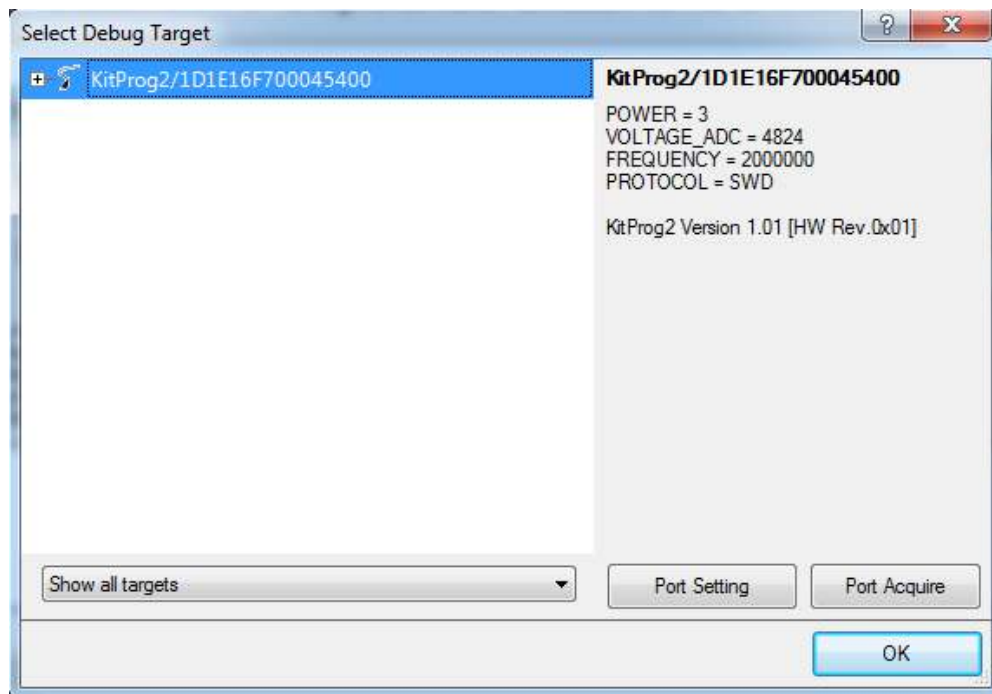 Select Debug Target
KitProg2/1D1E16F700045400
KitProg2/1D1E16F700045400
POWER = 3
VOLTAGE_ADC = 4824
FREQUENCY = 2000000
PROTOCOL = SWD
KitProg2 Version 1.01 [HW Rev.0x01]
Show all targets
Port Setting
Port Acquire
OK